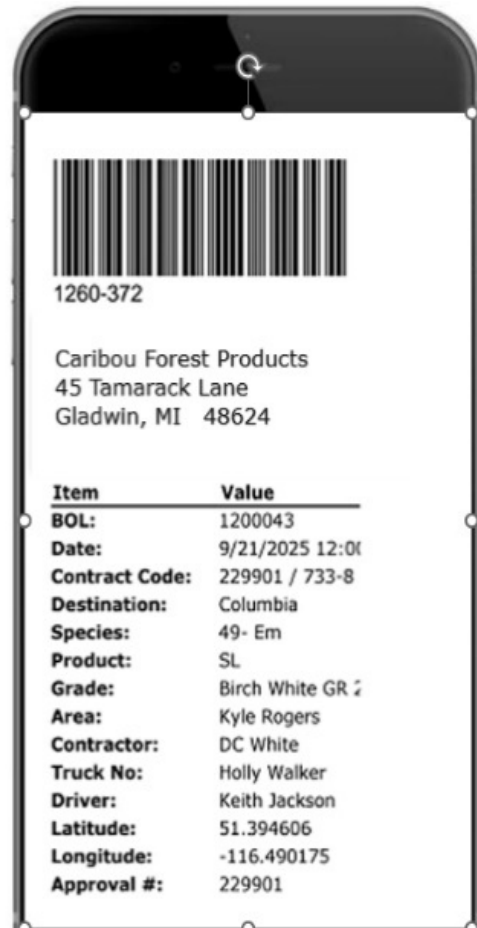 1260-372
Caribou Forest Products
45 Tamarack Lane
Gladwin, MI 48624
Item Value
BOL: 1200043
Date: 9/21/2025 12:00
Contract Code: 229901 / 733-8
Destination: Columbia
Species: 49- Em
Product: SL
Grade: Birch White GR 2
Area: Kyle Rogers
Contractor: DC White
Truck No: Holly Walker
Driver: Keith Jackson
Latitude: 51.394606
Longitude: -116.490175
Approval #: 229901